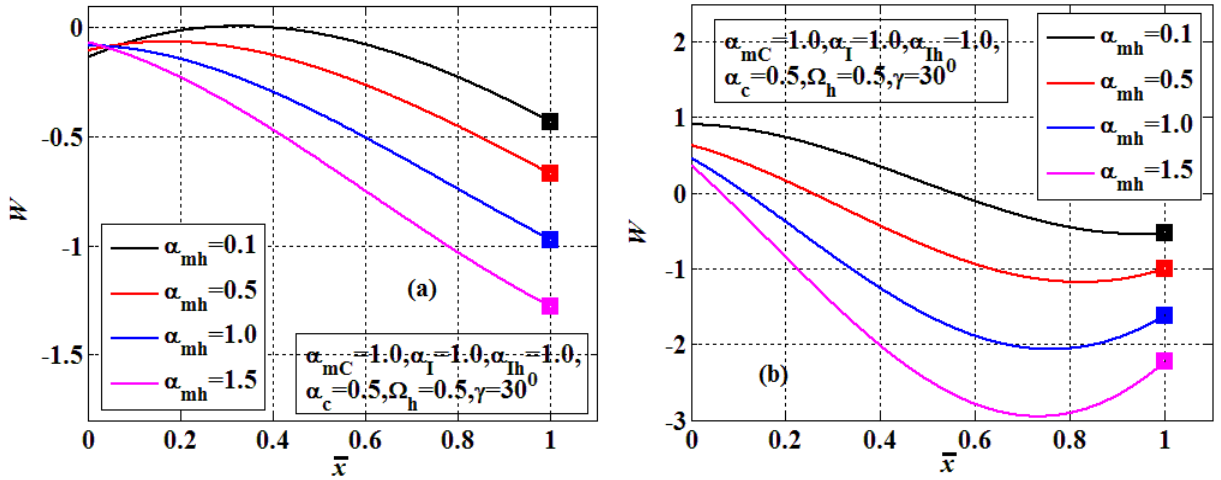 0
-0.5
-1
-1.5
W
α_mh=0.1
α_mh=0.5
α_mh=1.0
α_mh=1.5
(a)
α_mC=1.0,α_I=1.0,α_Ih=1.0,
α_c=0.5,Ω_h=0.5,γ=30⁰
0 0.2 0.4 0.6 0.8 1
x̅
2
1
0
-1
-2
-3
W
α_mC=1.0,α_I=1.0,α_Ih=1.0,
α_c=0.5,Ω_h=0.5,γ=30⁰
α_mh=0.1
α_mh=0.5
α_mh=1.0
α_mh=1.5
(b)
0 0.2 0.4 0.6 0.8 1
x̅